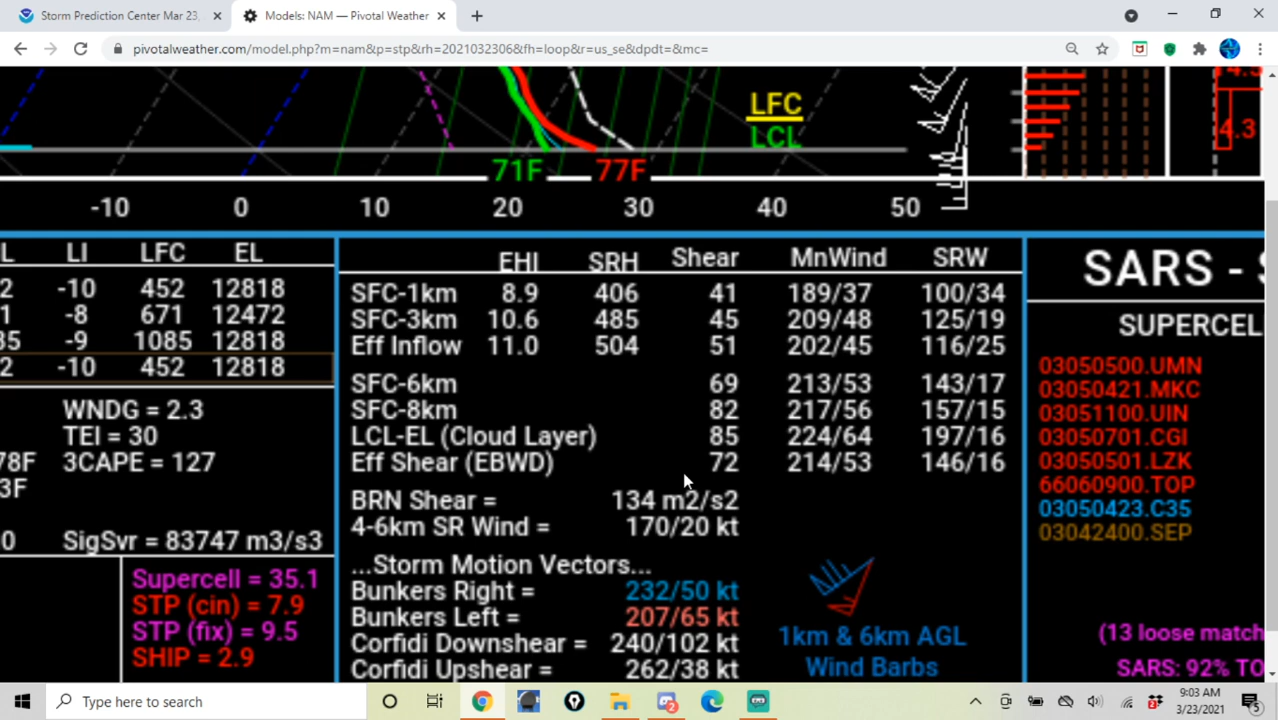 Storm Prediction Center Mar 23,
Models: NAM — Pivotal Weather
pivotalweather.com/model.php?m=nam&p=stp&rh=2021032306&fh=loop&r=us_se&dpdt=&mc=
LFC
LCL
4.3
71F 77F
-10 0 10 20 30 40 50
L LI LFC EL
2 -10 452 12818
1 -8 671 12472
35 -9 1085 12818
2 -10 452 12818
WNDG = 2.3
TEI = 30
78F 3CAPE = 127
3F
0 SigSvr = 83747 m3/s3
Supercell = 35.1
STP (cin) = 7.9
STP (fix) = 9.5
SHIP = 2.9
EHI SRH Shear MnWind SRW
SFC-1km 8.9 406 41 189/37 100/34
SFC-3km 10.6 485 45 209/48 125/19
Eff Inflow 11.0 504 51 202/45 116/25
SFC-6km 69 213/53 143/17
SFC-8km 82 217/56 157/15
LCL-EL (Cloud Layer) 85 224/64 197/16
Eff Shear (EBWD) 72 214/53 146/16
BRN Shear = 134 m2/s2
4-6km SR Wind = 170/20 kt
...Storm Motion Vectors...
Bunkers Right = 232/50 kt
Bunkers Left = 207/65 kt
Corfidi Downshear = 240/102 kt
Corfidi Upshear = 262/38 kt
1km & 6km AGL
Wind Barbs
SARS - S
SUPERCEL
03050500.UMN
03050421.MKC
03051100.UIN
03050701.CGI
03050501.LZK
66060900.TOP
03050423.C35
03042400.SEP
(13 loose match
SARS: 92% TO
Type here to search
2
9:03 AM
3/23/2021
5